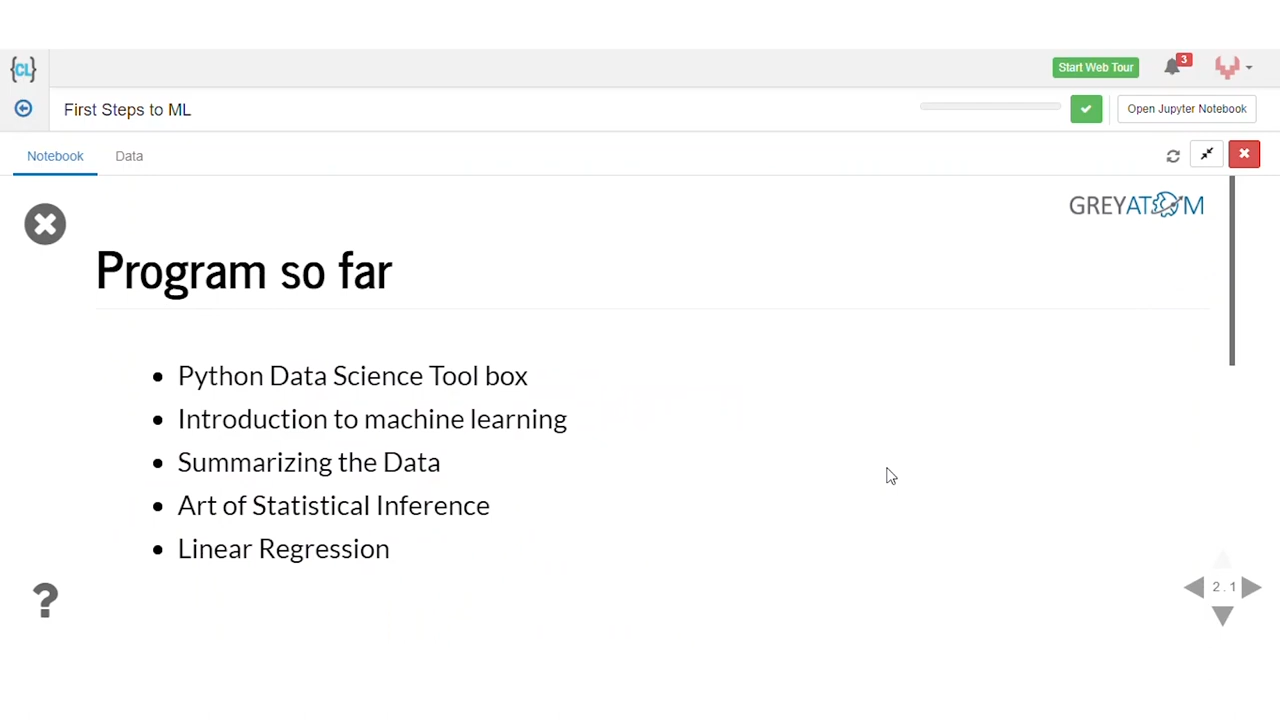 {CL}
Start Web Tour
3
First Steps to ML
Open Jupyter Notebook
Notebook
Data
GREYATOM
Program so far
• Python Data Science Tool box
• Introduction to machine learning
• Summarizing the Data
• Art of Statistical Inference
• Linear Regression
?
2.1